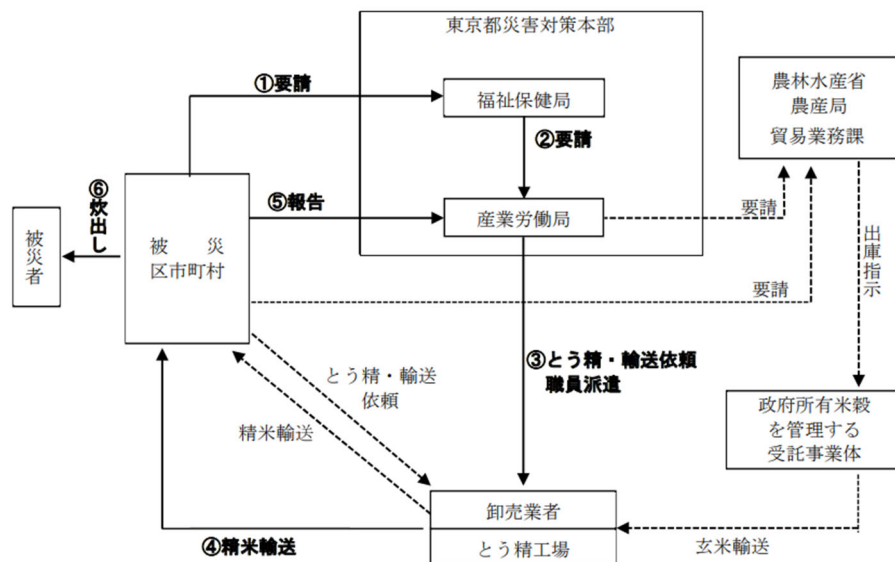 東京都災害対策本部
①要請
福祉保健局
農林水産省
農産局
貿易業務課
②要請
⑥炊出し
⑤報告
産業労働局
要請
被災者
被　災
区市町村
出庫指示
要請
③とう精・輸送依頼
職員派遣
とう精・輸送
依頼
精米輸送
政府所有米穀
を管理する
受託事業体
卸売業者
④精米輸送
とう精工場
玄米輸送